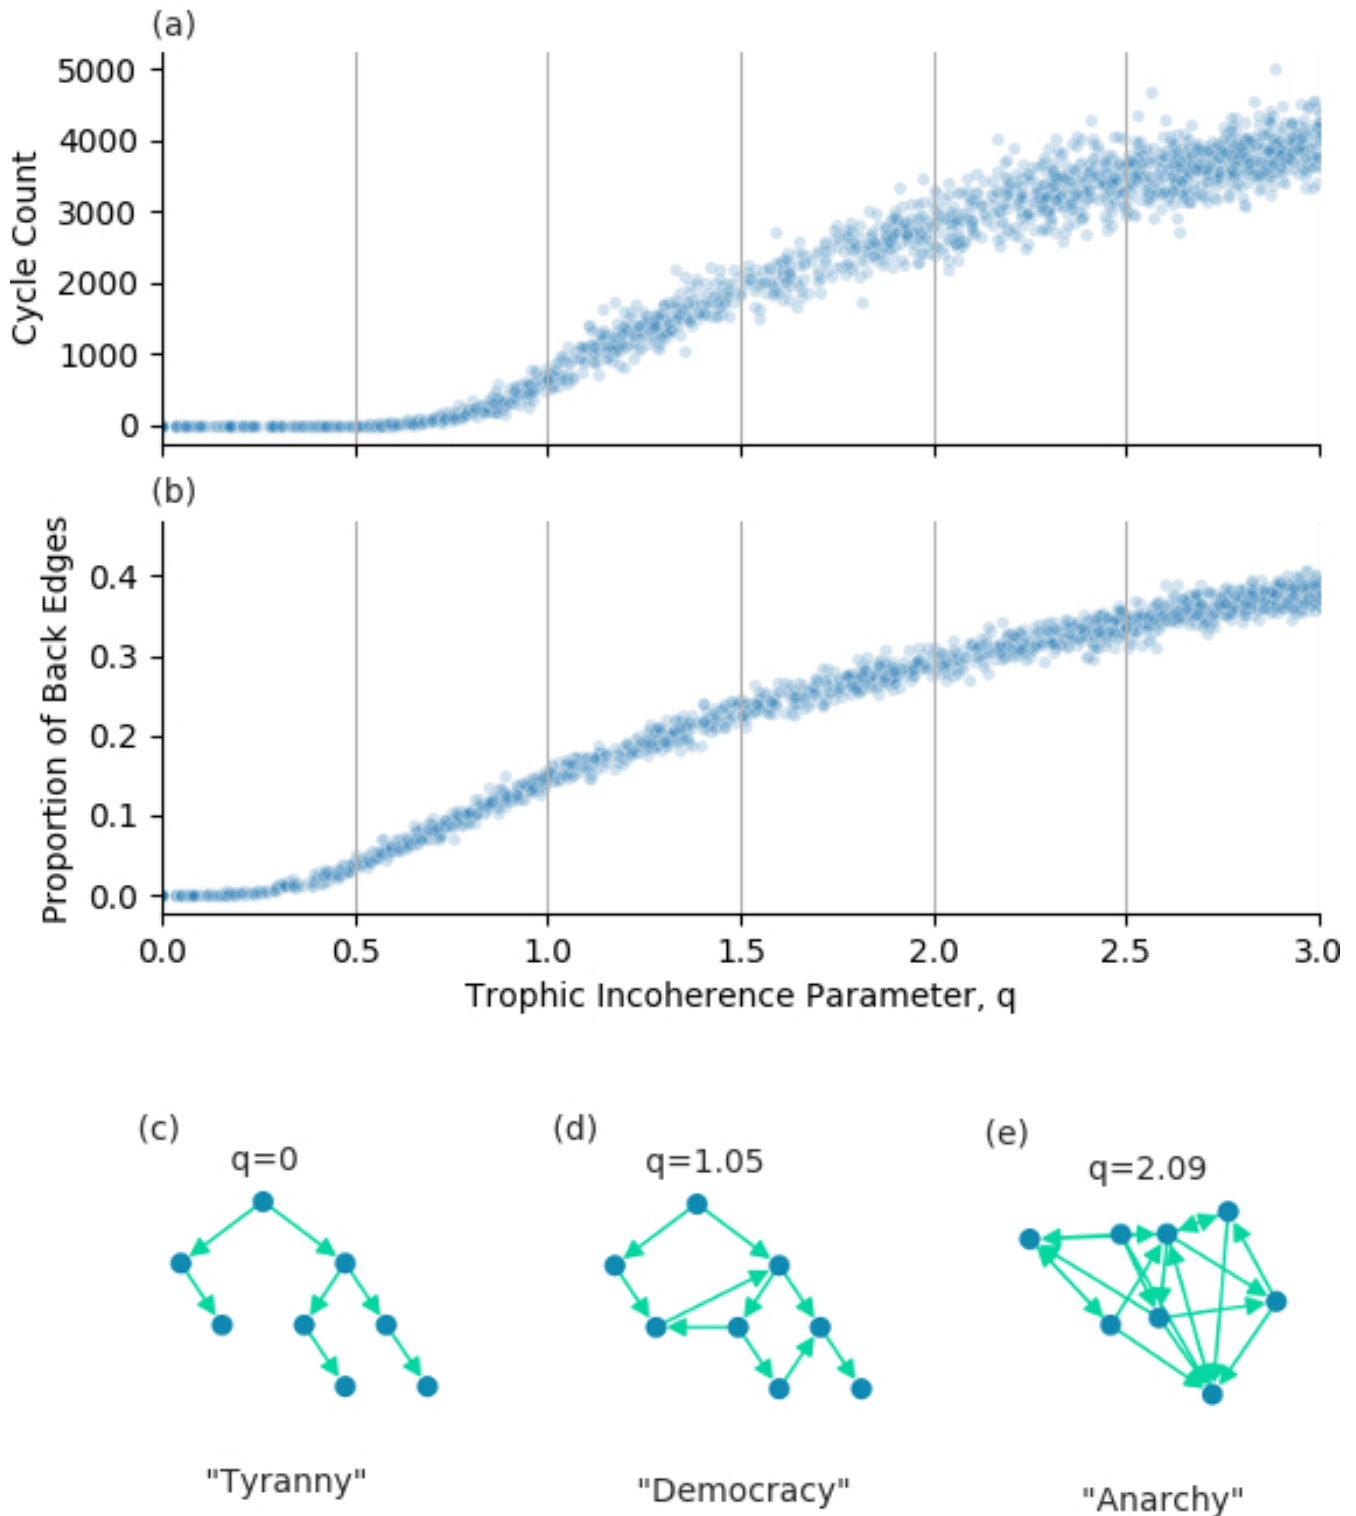 (a)
5000
4000
3000
2000
1000
0
Cycle Count
(b)
0.4
0.3
0.2
0.1
0.0
Proportion of Back Edges
0.0 0.5 1.0 1.5 2.0 2.5 3.0
Trophic Incoherence Parameter, q
(c) (d) (e)
q=0 q=1.05 q=2.09
"Tyranny" "Democracy" "Anarchy"